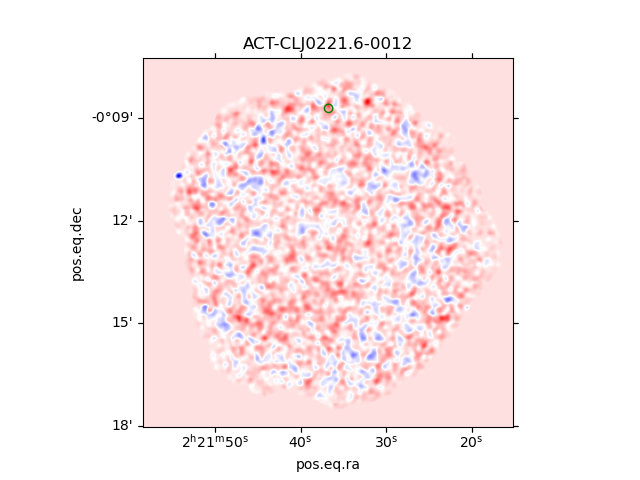 ACT-CLJ0221.6-0012
-0°09'
12'
15'
18'
2h21m50s 40s 30s 20s
pos.eq.ra
pos.eq.dec